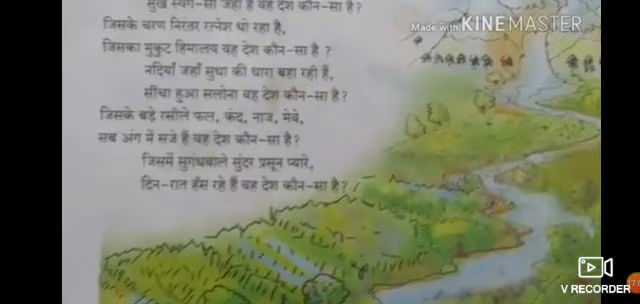 सुख स्वर्ग-सा जहाँ है वह देश कौन-सा है?
जिसके चरण निरंतर रत्नेश धो रहा है,
जिसका मुकुट हिमालय वह देश कौन-सा है?
नदियाँ जहाँ सुधा की धारा बहा रही हैं,
सींचा हुआ सलोना वह देश कौन-सा है?
जिसके बड़े रसीले फल, कंद, नाज, मेवे,
सब अंग में सजे हैं वह देश कौन-सा है?
जिसमें सुगंधवाले सुंदर प्रसून प्यारे,
दिन-रात हँस रहे हैं वह देश कौन-सा है?
Made with KINEMASTER
V RECORDER